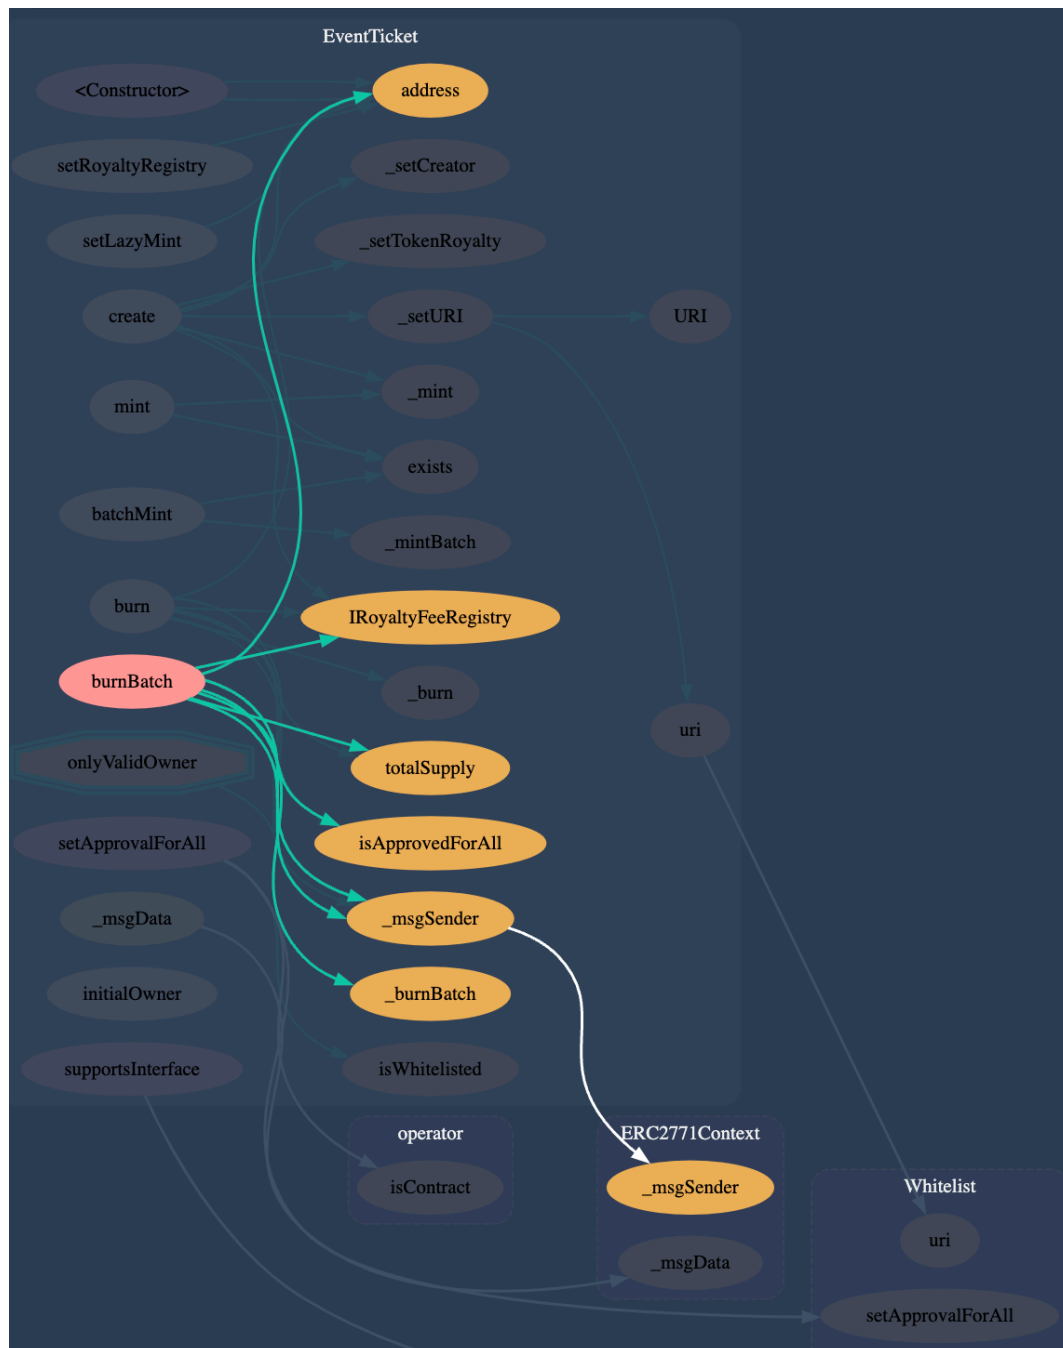 EventTicket
<Constructor>
address
setRoyaltyRegistry
_setCreator
setLazyMint
_setTokenRoyalty
create
_setURI
URI
mint
_mint
exists
batchMint
_mintBatch
burn
IRoyaltyFeeRegistry
burnBatch
_burn
uri
onlyValidOwner
totalSupply
setApprovalForAll
isApprovedForAll
_msgData
_msgSender
initialOwner
_burnBatch
supportsInterface
isWhitelisted
operator
isContract
ERC2771Context
_msgSender
_msgData
Whitelist
uri
setApprovalForAll